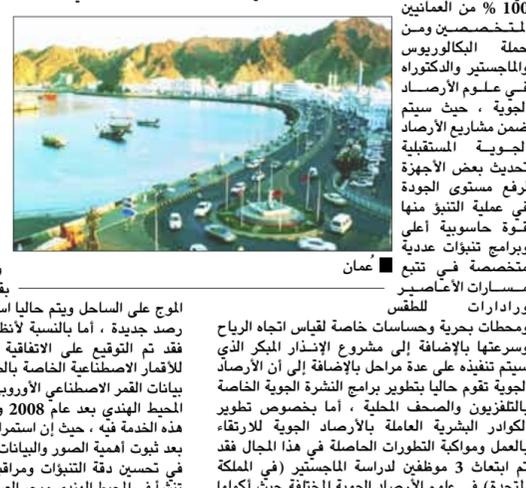 100 % من العمانيين
المتخصصين ومن
حملة البكالوريوس
والماجستير والدكتوراه
في علوم الأرصاد
الجوية ، حيث سيتم
ضمن مشاريع الأرصاد
الجوية المستقبلية
تحديث بعض الأجهزة
ترفع مستوى الجودة
في عملية التنبؤ منها
قوة حاسوبية أعلى
وبرامج تنبؤات عددية
متخصصة في تتبع
مسارات الأعاصير
ورادارات للطقس
ومحطات بحرية وحساسات خاصة لقياس اتجاه الرياح
وسرعتها بالإضافة إلى مشروع الإنذار المبكر الذي
سيتم تنفيذه على عدة مراحل بالإضافة إلى أن الأرصاد
الجوية تقوم حاليا بتطوير برامج النشرة الجوية الخاصة
بالتلفزيون والصحف المحلية ، أما بخصوص تطوير
الكوادر البشرية العاملة بالأرصاد الجوية للارتقاء
بالعمل ومواكبة التطورات الحاصلة في هذا المجال فقد
تم ابتعاث 3 موظفين لدراسة الماجستير (في المملكة
المتحدة) في علوم الأرصاد الجوية المختلفة حيث أكملوا
■ عُمان
الموج على الساحل ويتم حاليا
رصد جديدة ، أما بالنسبة
فقد تم التوقيع على الاتفاقية
للأقمار الاصطناعية الخاصة
بيانات القمر الاصطناعي
المحيط الهندي بعد عام 2008
هذه الخدمة فيه ، حيث إن
بعد ثبوت أهمية الصور والبيانات
في تحسين دقة التنبؤات